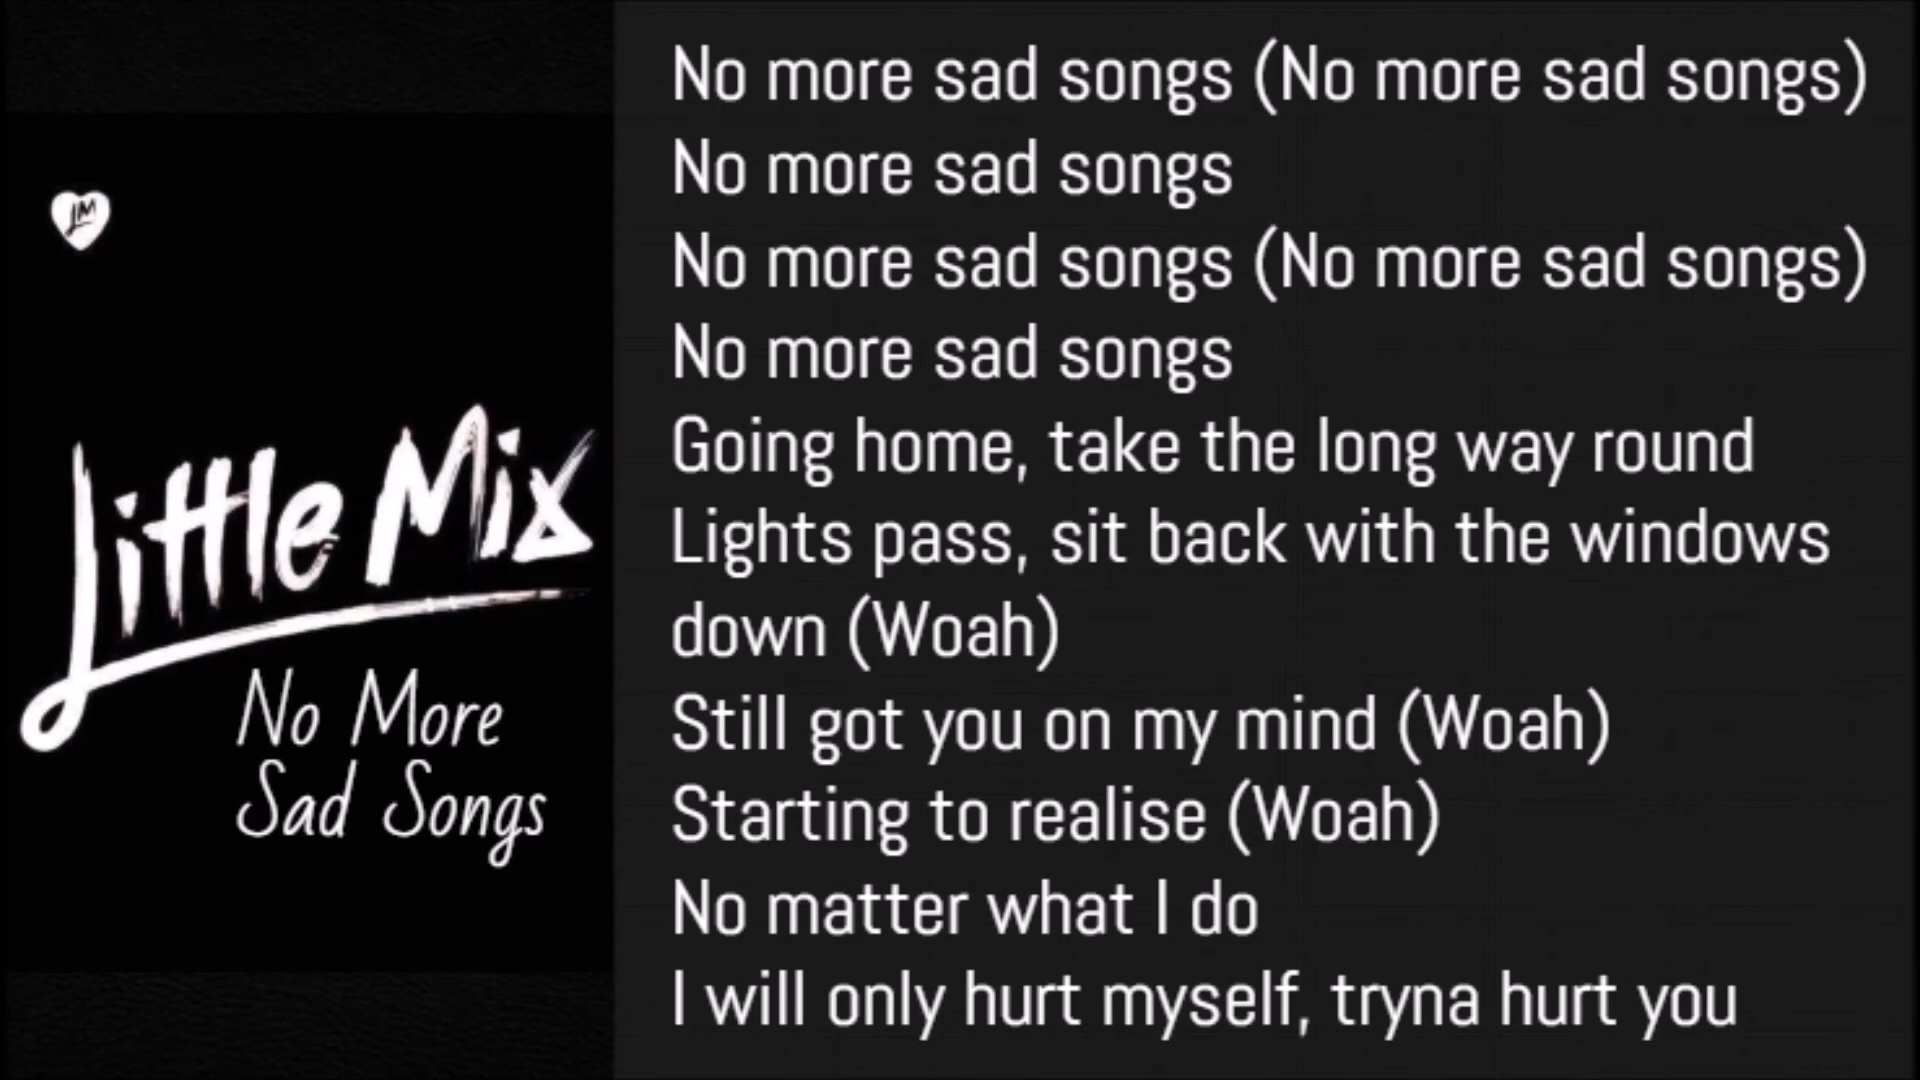 LM
Little Mix
No More
Sad Songs
No more sad songs (No more sad songs)
No more sad songs
No more sad songs (No more sad songs)
No more sad songs
Going home, take the long way round
Lights pass, sit back with the windows
down (Woah)
Still got you on my mind (Woah)
Starting to realise (Woah)
No matter what I do
I will only hurt myself, tryna hurt you